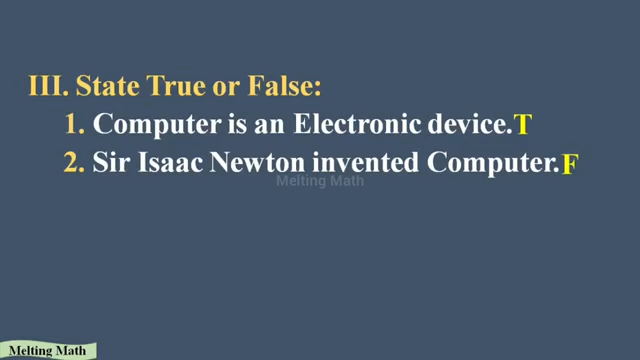 III. State True or False:
1. Computer is an Electronic device. T
2. Sir Isaac Newton invented Computer. F
Melting Math
Melting Math